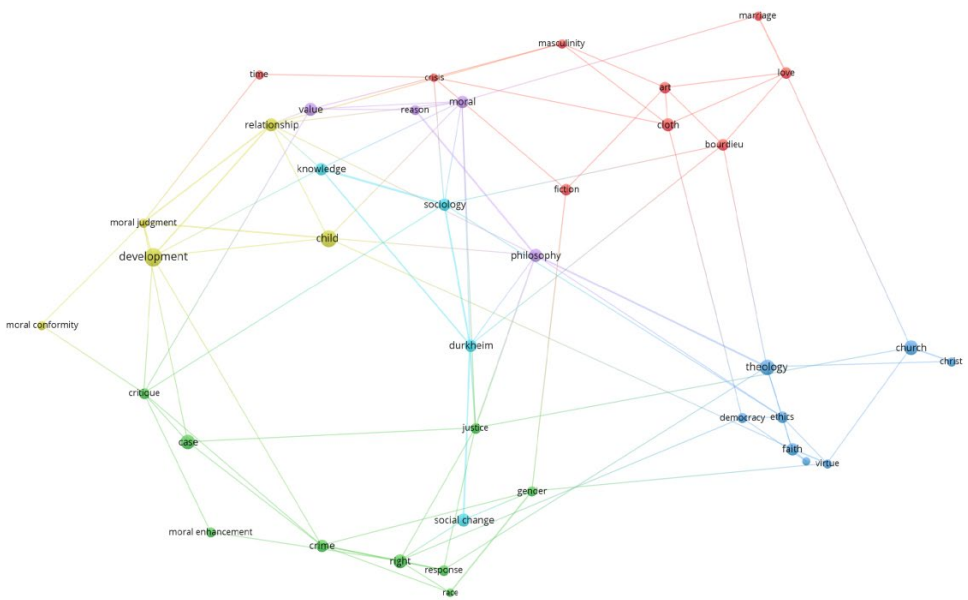 marriage
masculinity
time
crisis
love
art
value
reason
moral
relationship
cloth
bourdieu
knowledge
fiction
sociology
moral judgment
child
development
philosophy
moral conformity
durkheim
church
christ
theology
critique
democracy
ethics
justice
case
faith
virtue
gender
social change
moral enhancement
crime
right
response
race